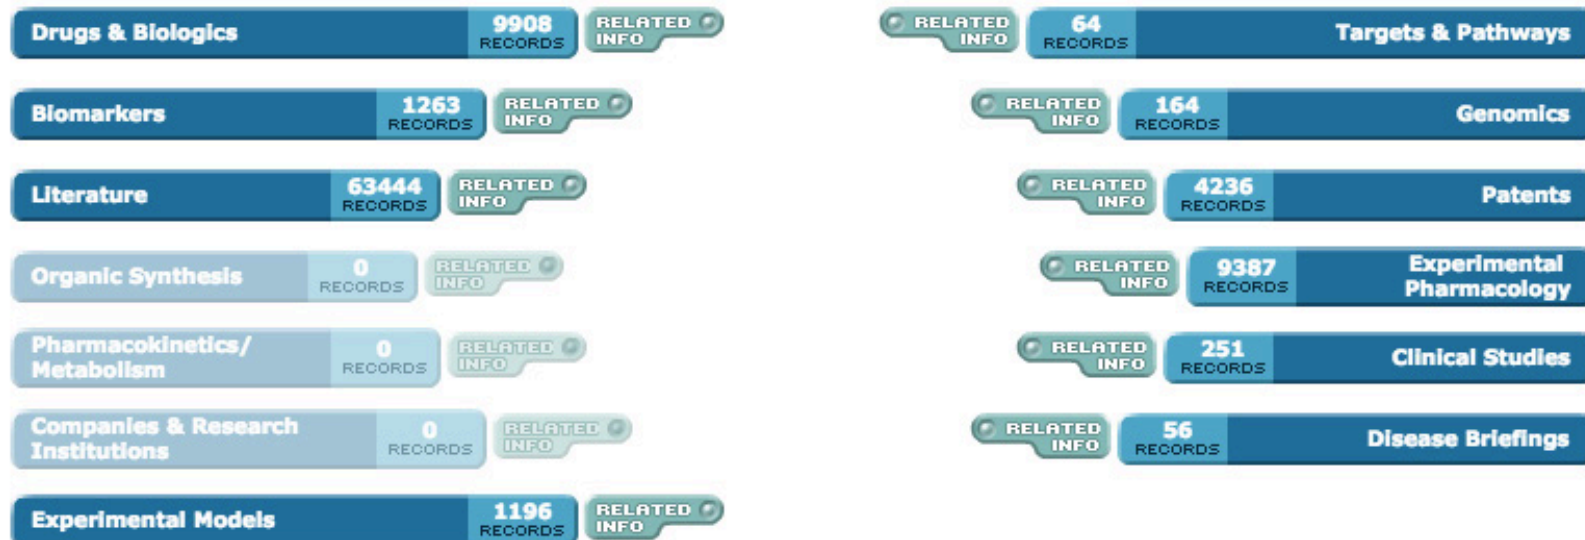 Drugs & Biologics
9908
RECORDS
RELATED
INFO
Biomarkers
1263
RECORDS
RELATED
INFO
Literature
63444
RECORDS
RELATED
INFO
Organic Synthesis
0
RECORDS
RELATED
INFO
Pharmacokinetics/
Metabolism
0
RECORDS
RELATED
INFO
Companies & Research
Institutions
0
RECORDS
RELATED
INFO
Experimental Models
1196
RECORDS
RELATED
INFO
RELATED
INFO
64
RECORDS
Targets & Pathways
RELATED
INFO
164
RECORDS
Genomics
RELATED
INFO
4236
RECORDS
Patents
RELATED
INFO
9387
RECORDS
Experimental
Pharmacology
RELATED
INFO
251
RECORDS
Clinical Studies
RELATED
INFO
56
RECORDS
Disease Briefings